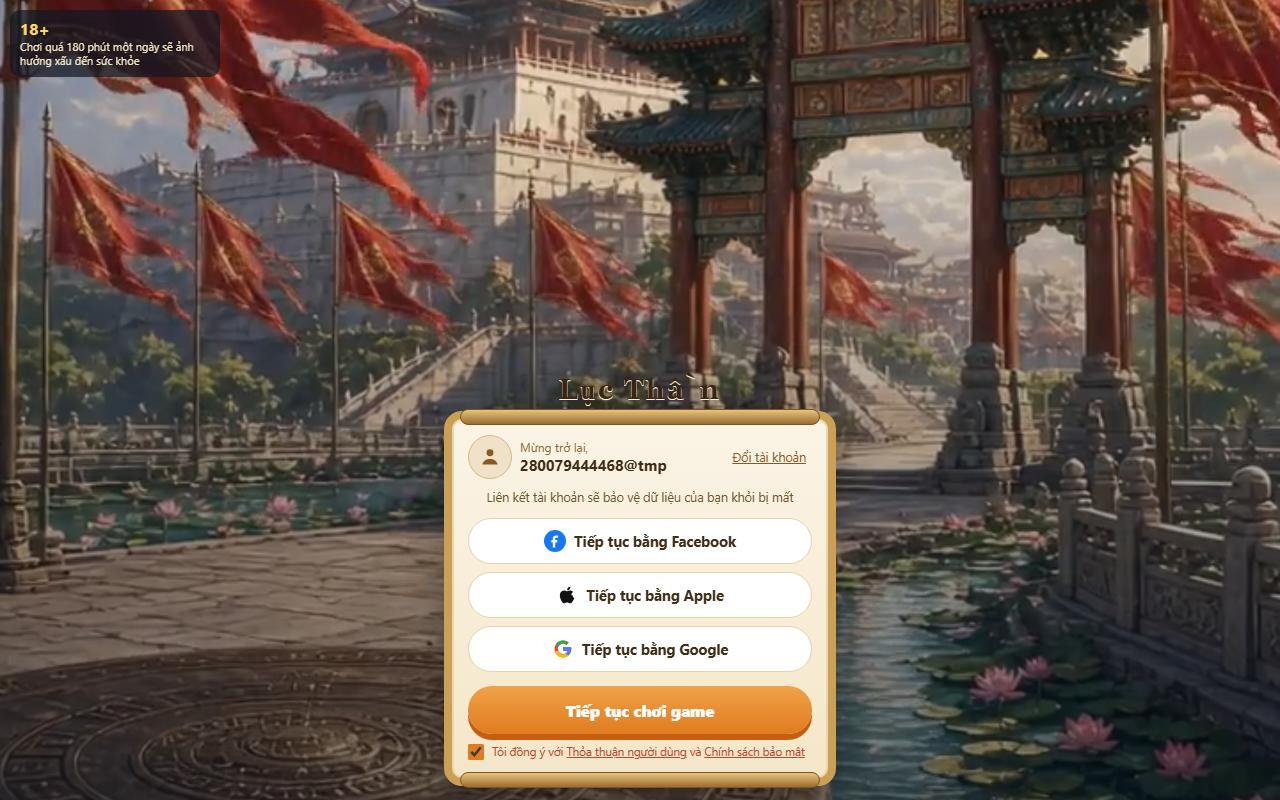 18+
Chơi quá 180 phút một ngày sẽ ảnh
hưởng xấu đến sức khỏe
Lục Thần
Mừng trở lại,
280079444468@tmp
Đổi tài khoản
Liên kết tài khoản sẽ bảo vệ dữ liệu của bạn khỏi bị mất
Tiếp tục bằng Facebook
Tiếp tục bằng Apple
Tiếp tục bằng Google
Tiếp tục chơi game
Tôi đồng ý với Thỏa thuận người dùng và Chính sách bảo mật